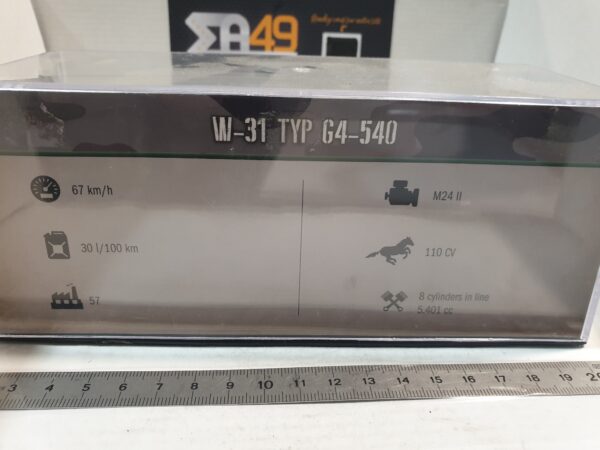 ΣA49
W-31 TYP G4-540
67 km/h
30 l/100 km
57
M24 II
110 CV
8 cylinders in line
5.401 cc
3 4 5 6 7 8 9 10 11 12 13 14 15 16 17 18 19